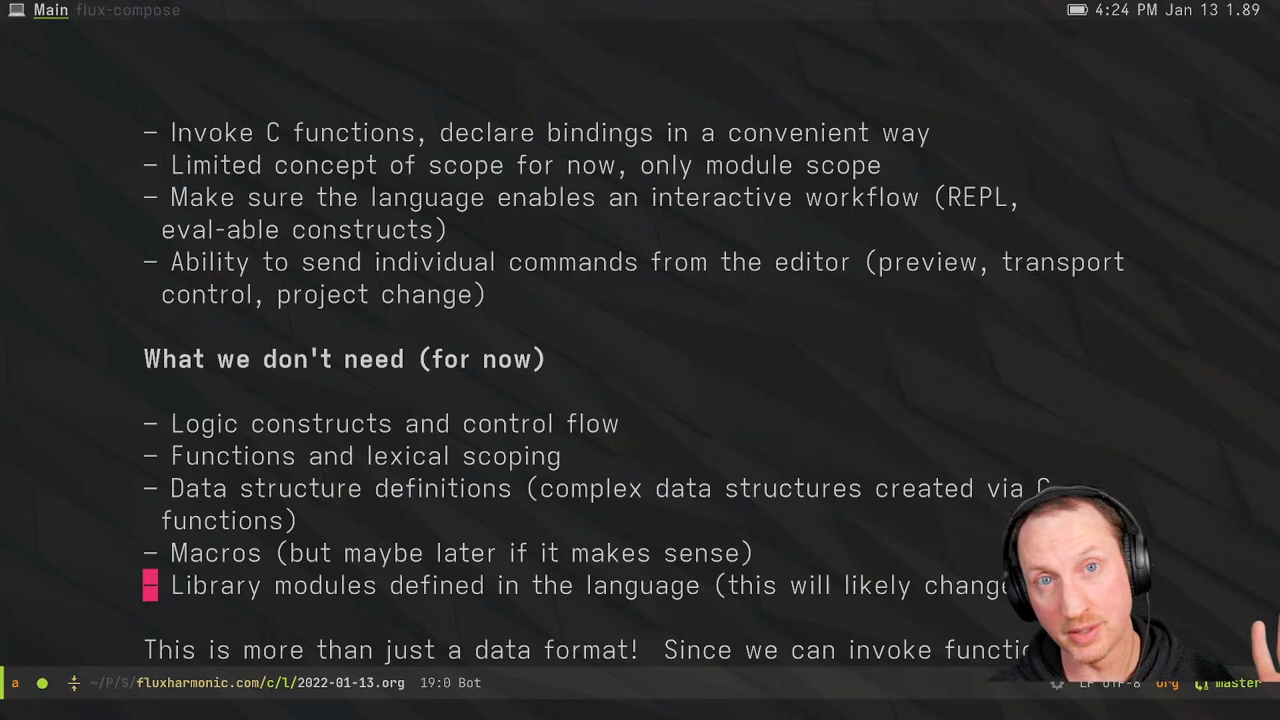 Main flux-compose
4:24 PM Jan 13 1.89
– Invoke C functions, declare bindings in a convenient way
– Limited concept of scope for now, only module scope
– Make sure the language enables an interactive workflow (REPL,
eval-able constructs)
– Ability to send individual commands from the editor (preview, transport
control, project change)
What we don't need (for now)
– Logic constructs and control flow
– Functions and lexical scoping
– Data structure definitions (complex data structures created via C
functions)
– Macros (but maybe later if it makes sense)
– Library modules defined in the language (this will likely change
This is more than just a data format! Since we can invoke
a ~/P/S/fluxharmonic.com/c/l/2022-01-13.org 19:0 Bot LF UTF-8 org master